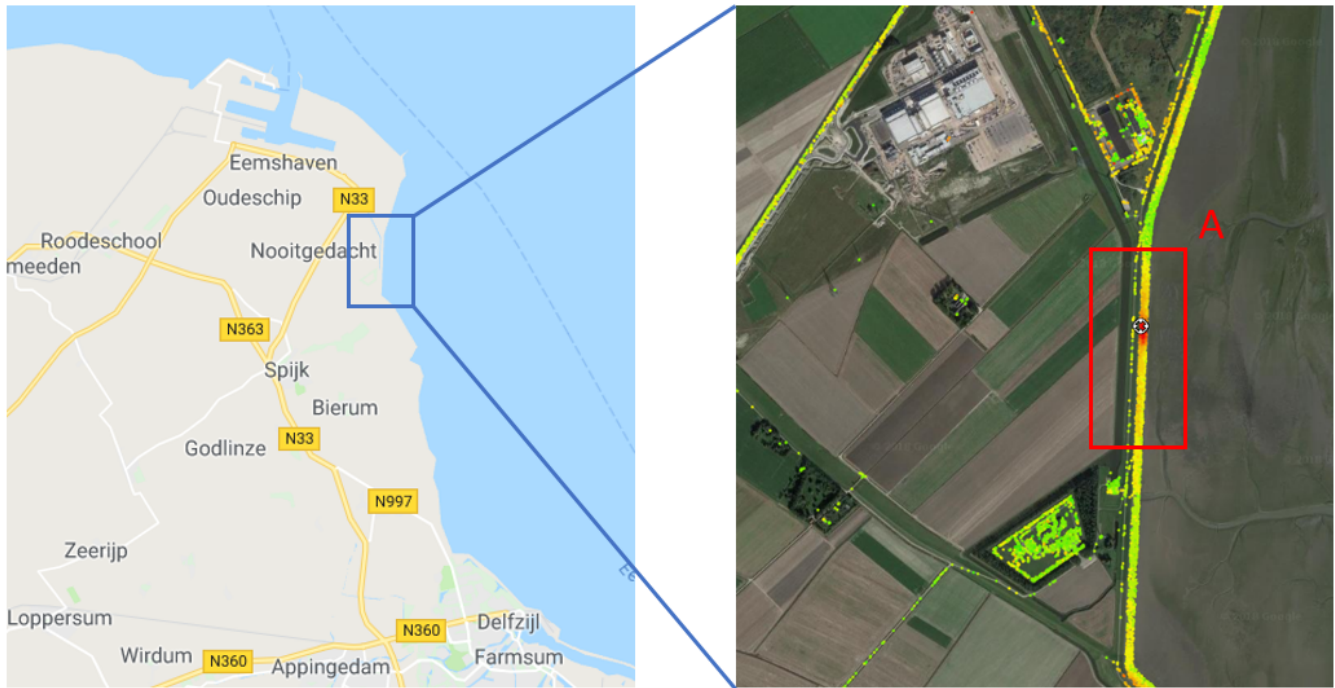 Eemshaven
Oudeschip
N33
Roodeschool
Nooitgedacht
meeden
N363
Spijk
Bierum
N33
Godlinze
N997
Zeerijp
Loppersum
Delfzijl
N360
Wirdum
N360
Farmsum
Appingedam
A